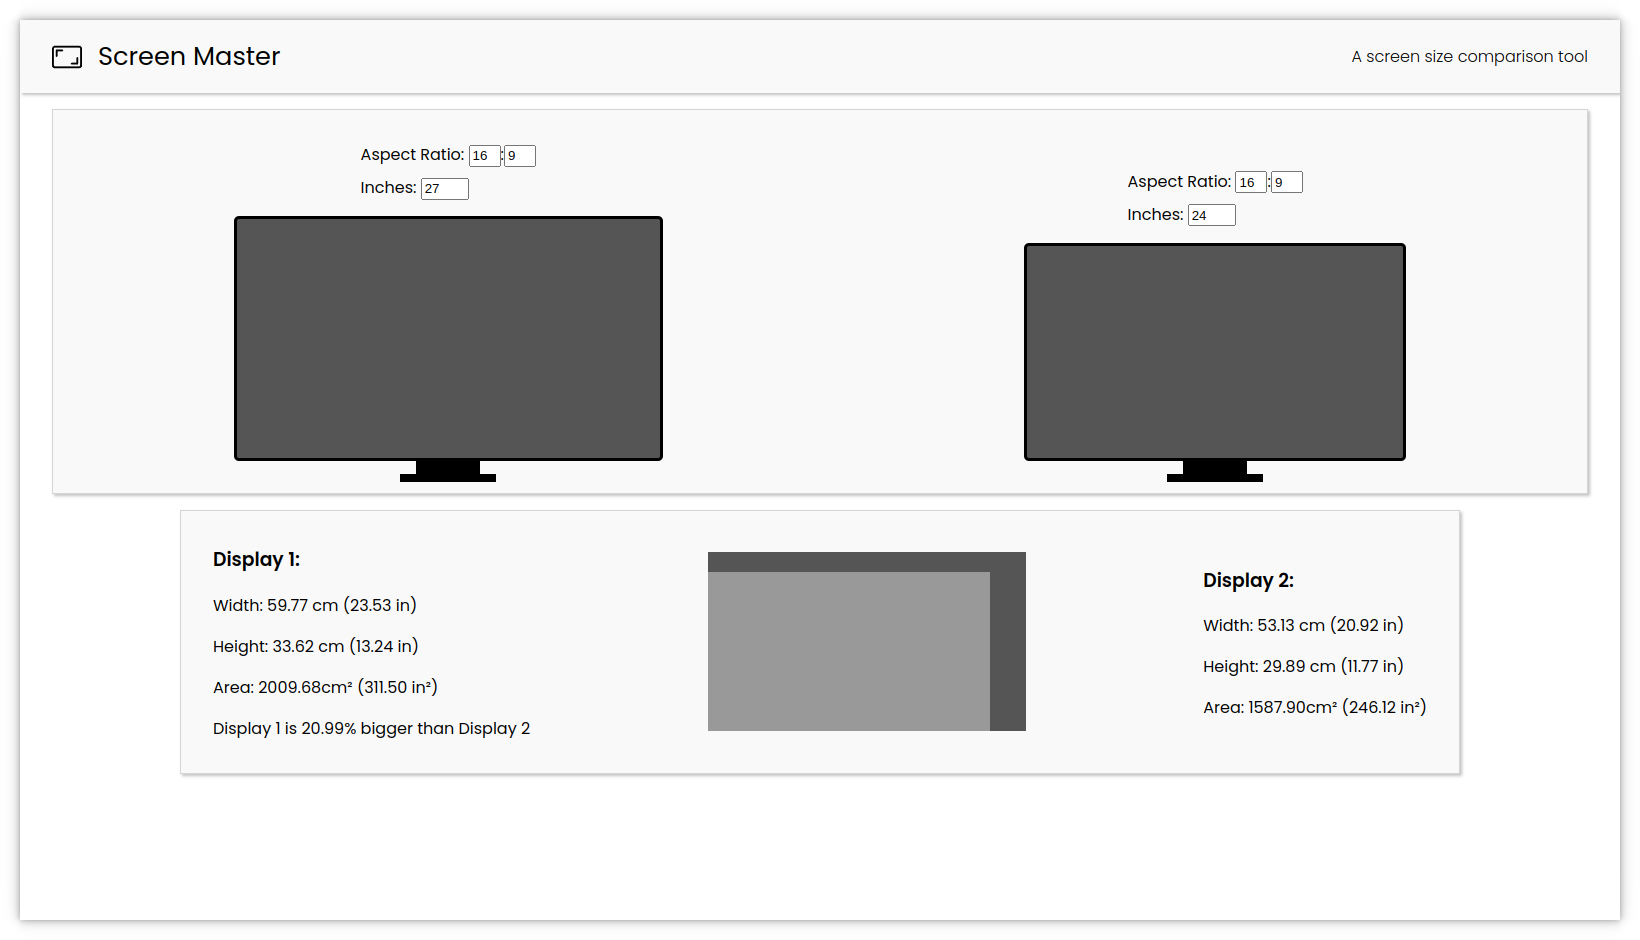 Screen Master
A screen size comparison tool
Aspect Ratio: 16:9
Inches: 27
Aspect Ratio: 16:9
Inches: 24
Display 1:
Width: 59.77 cm (23.53 in)
Height: 33.62 cm (13.24 in)
Area: 2009.68cm² (311.50 in²)
Display 1 is 20.99% bigger than Display 2
Display 2:
Width: 53.13 cm (20.92 in)
Height: 29.89 cm (11.77 in)
Area: 1587.90cm² (246.12 in²)